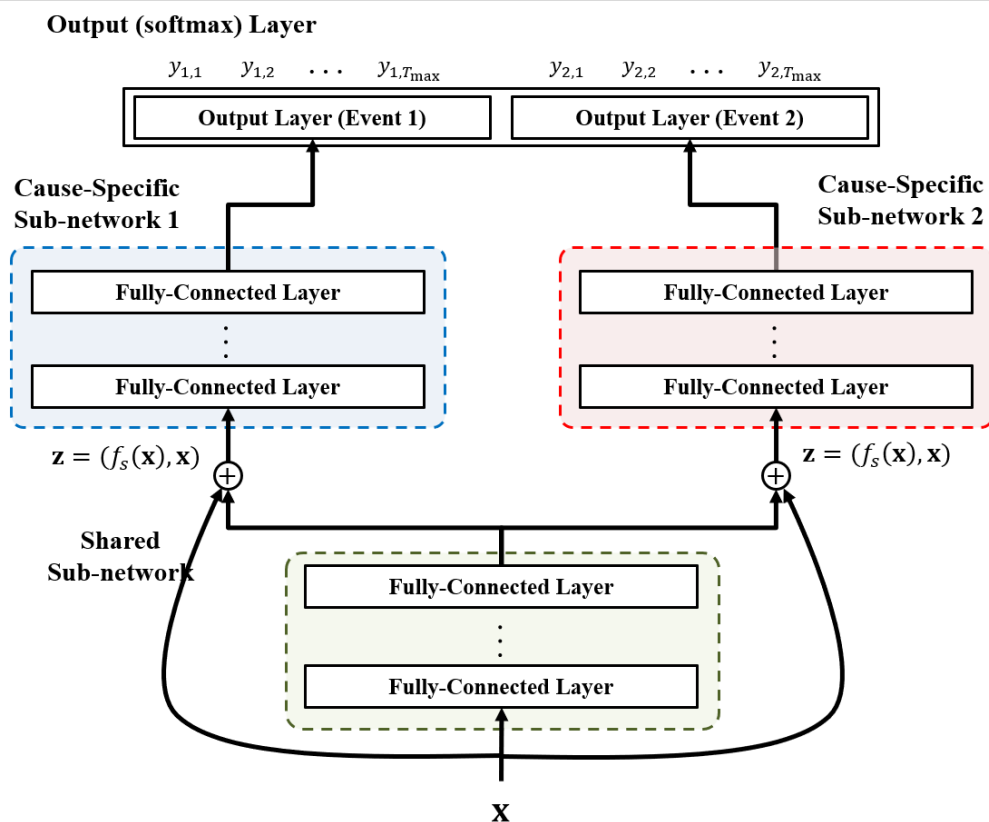 Output (softmax) Layer
y1,1 y1,2 ... y1,Tmax y2,1 y2,2 ... y2,Tmax
Output Layer (Event 1) Output Layer (Event 2)
Cause-Specific
Sub-network 1
Cause-Specific
Sub-network 2
Fully-Connected Layer Fully-Connected Layer
Fully-Connected Layer Fully-Connected Layer
z = (fs(x), x) z = (fs(x), x)
+ +
Shared
Sub-network
Fully-Connected Layer
Fully-Connected Layer
x